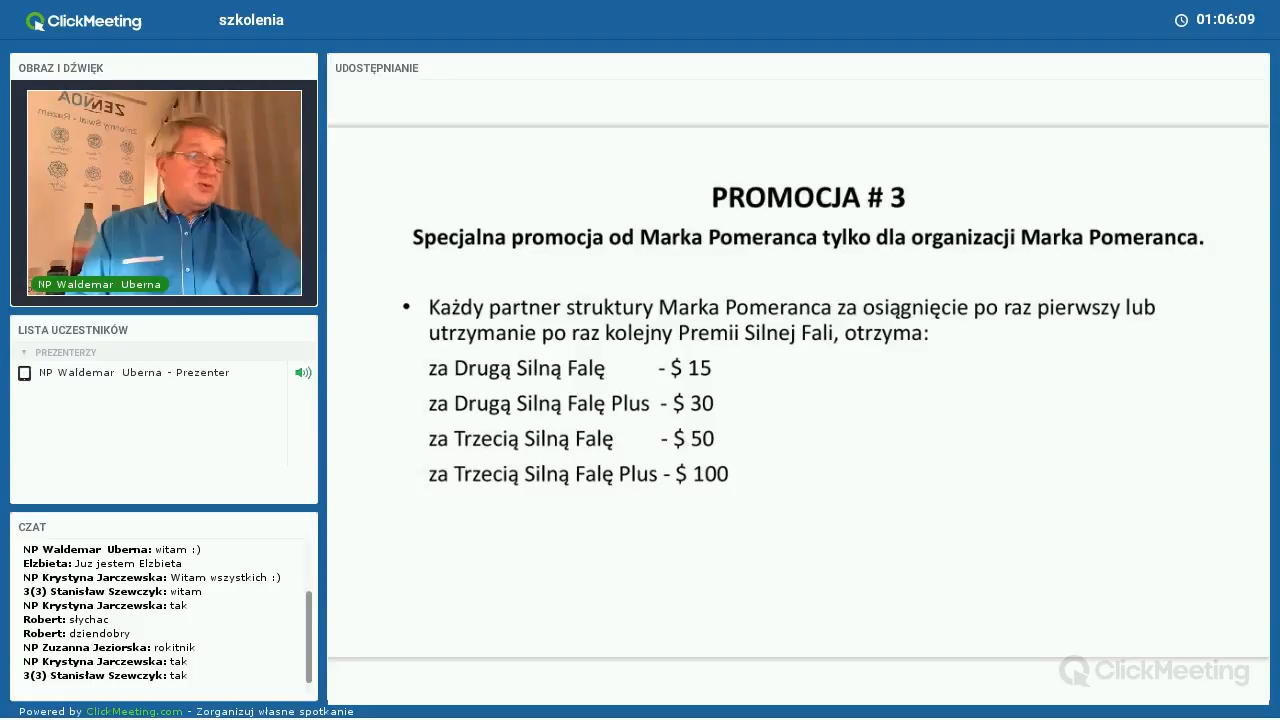 ClickMeeting
szkolenia
01:06:09
OBRAZ I DŹWIĘK
ZENNOA
NP Waldemar Uberna
LISTA UCZESTNIKÓW
PREZENTERZY
NP Waldemar Uberna - Prezenter
CZAT
NP Waldemar Uberna: witam :)
Elzbieta: Juz jestem Elzbieta
NP Krystyna Jarczewska: Witam wszystkich :)
3(3) Stanisław Szewczyk: witam
NP Krystyna Jarczewska: tak
Robert: słychac
Robert: dziendobry
NP Zuzanna Jeziorska: rokitnik
NP Krystyna Jarczewska: tak
3(3) Stanisław Szewczyk: tak
UDOSTĘPNIANIE
PROMOCJA # 3
Specjalna promocja od Marka Pomeranca tylko dla organizacji Marka Pomeranca.
• Każdy partner struktury Marka Pomeranca za osiągnięcie po raz pierwszy lub
utrzymanie po raz kolejny Premii Silnej Fali, otrzyma:
za Drugą Silną Falę - $ 15
za Drugą Silną Falę Plus - $ 30
za Trzecią Silną Falę - $ 50
za Trzecią Silną Falę Plus - $ 100
ClickMeeting
Powered by ClickMeeting.com - Zorganizuj własne spotkanie